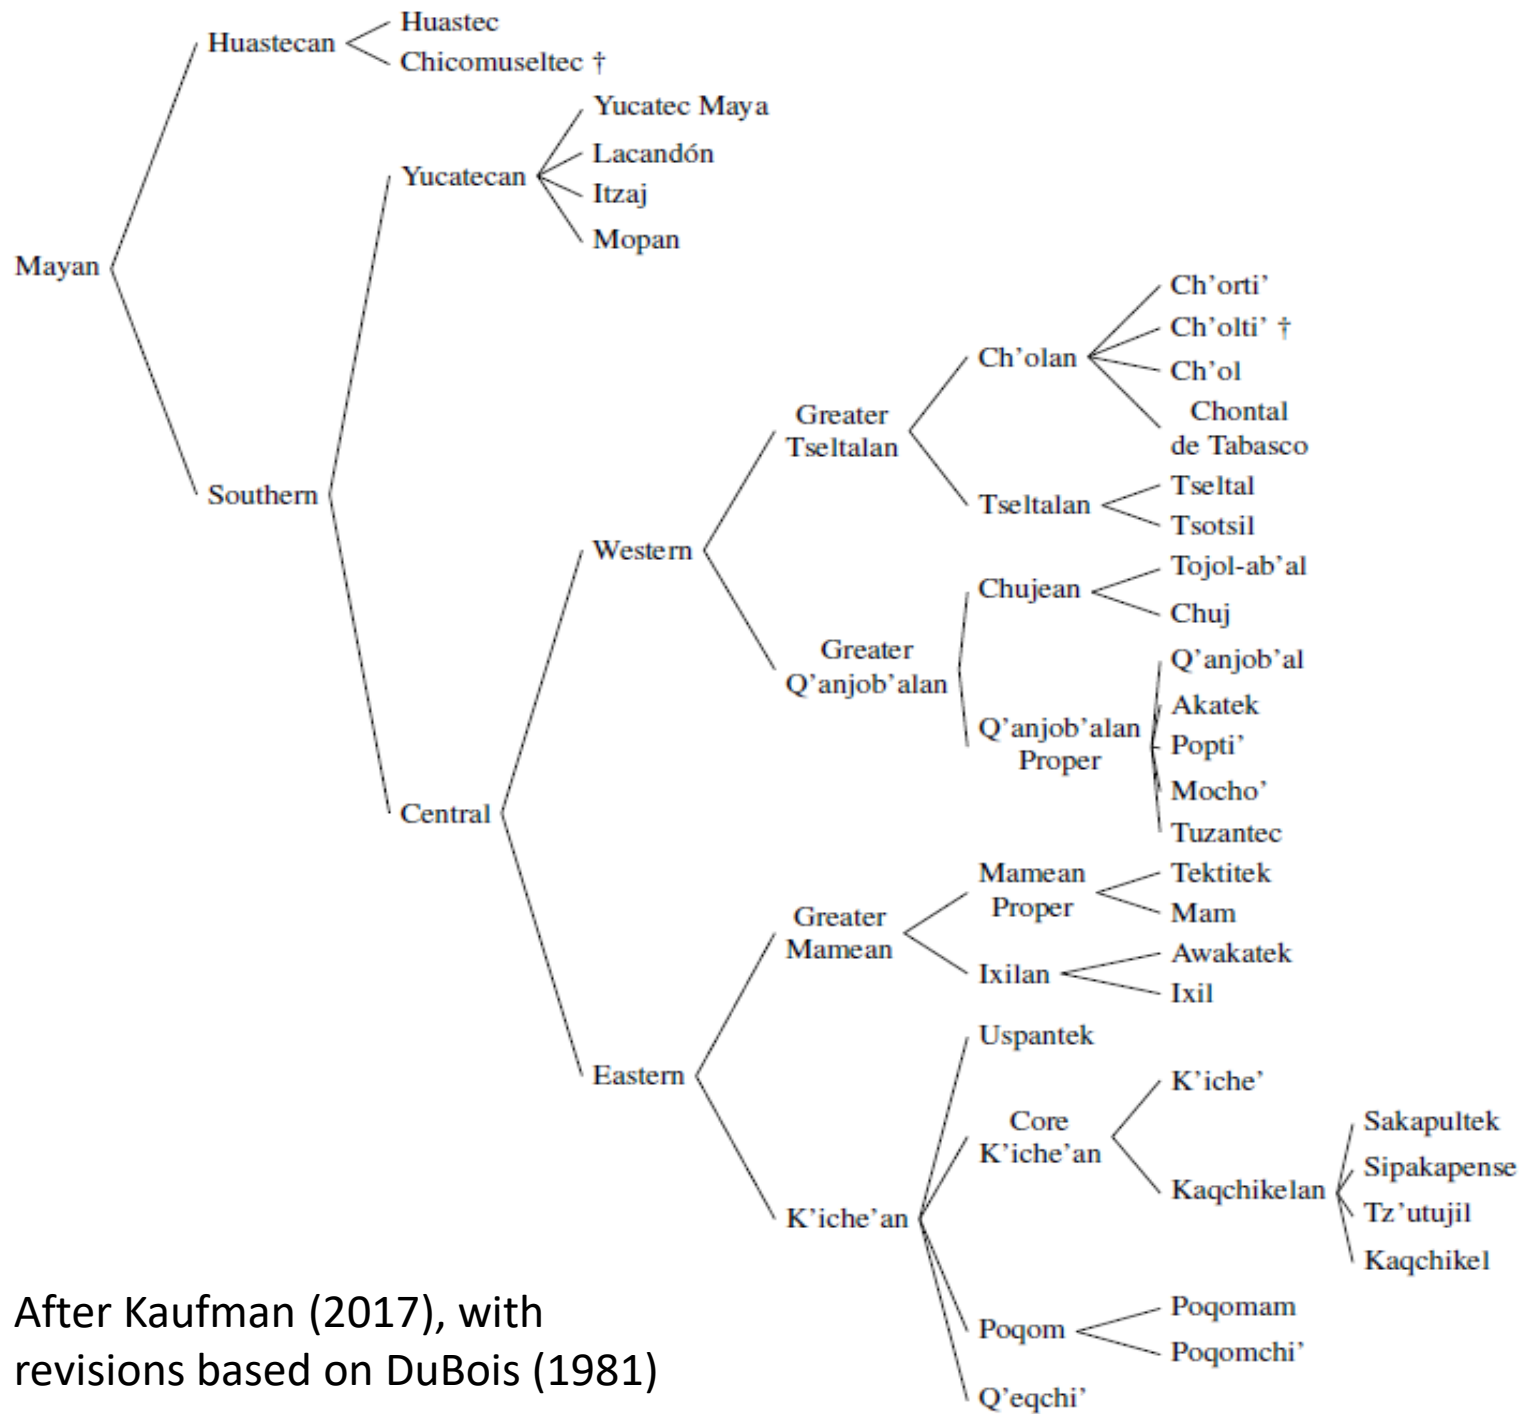 Huastec
Huastecan
Chicomuseltec †
Yucatec Maya
Lacandón
Yucatecan
Itzaj
Mopan
Mayan
Ch’orti’
Ch’olti’ †
Ch’olan
Ch’ol
Chontal
de Tabasco
Greater
Tseltalan
Tseltal
Southern
Tseltalan
Tsotsil
Western
Tojol-ab’al
Chujean
Chuj
Greater
Q’anjob’alan
Q’anjob’al
Akatek
Q’anjob’alan
Proper
Popti’
Mocho’
Central
Tuzantec
Mamean
Proper
Tektitek
Mam
Greater
Mamean
Awakatek
Ixilan
Ixil
Uspantek
Eastern
K’iche’
Core
K’iche’an
Sakapultek
Sipakapense
Kaqchikelan
Tz’utujil
K’iche’an
Kaqchikel
Poqomam
Poqom
Poqomchi’
Q’eqchi’
After Kaufman (2017), with
revisions based on DuBois (1981)